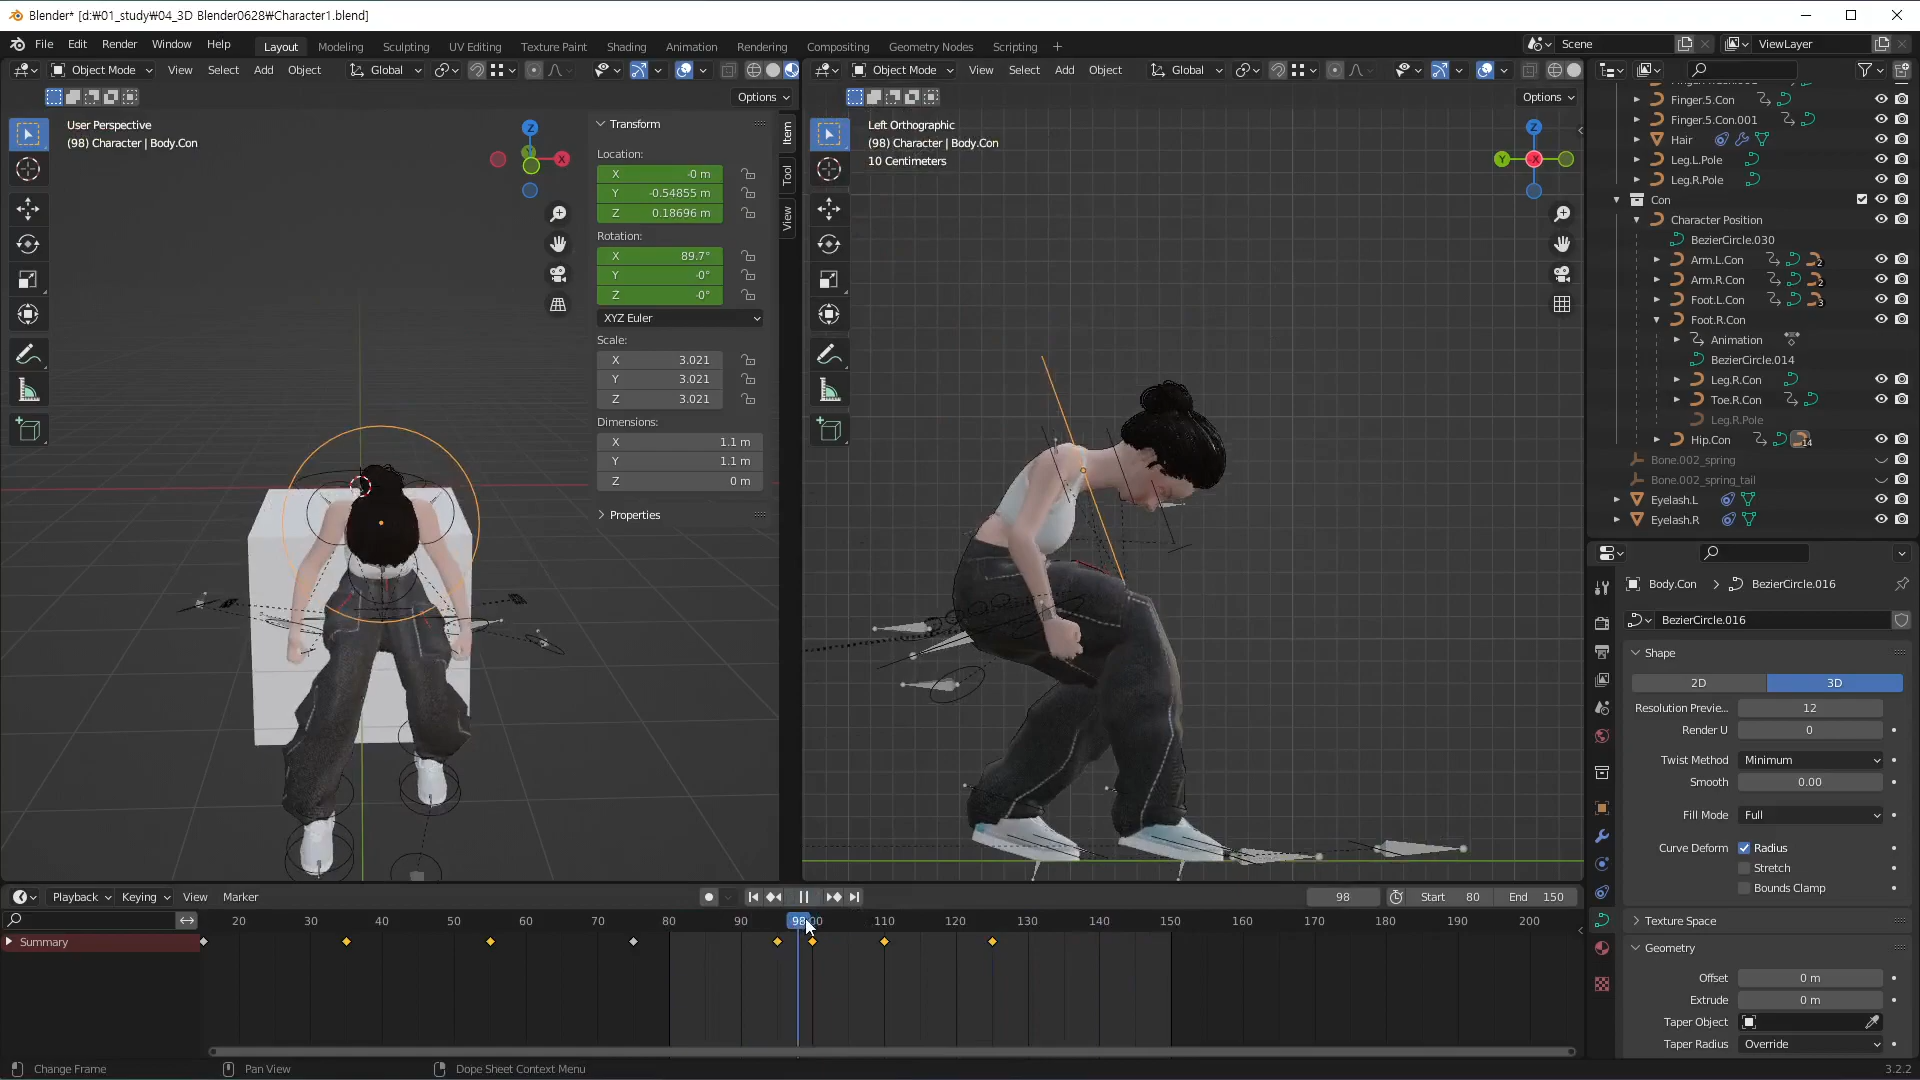 Blender* [d:￦01_study￦04_3D Blender0628￦Character1.blend]
File Edit Render Window Help Layout Modeling Sculpting UV Editing Texture Paint Shading Animation Rendering Compositing Geometry Nodes Scripting + Scene ViewLayer
Object Mode View Select Add Object Global
Object Mode View Select Add Object Global
Options
Options
User Perspective
(98) Character | Body.Con
Transform
Location:
X -0 m
Y -0.54855 m
Z 0.18696 m
Rotation:
X 89.7°
Y -0°
Z -0°
XYZ Euler
Scale:
X 3.021
Y 3.021
Z 3.021
Dimensions:
X 1.1 m
Y 1.1 m
Z 0 m
Properties
Item
Tool
View
Z
X
Left Orthographic
(98) Character | Body.Con
10 Centimeters
Z
Y
-X
Finger.5.Con
Finger.5.Con.001
Hair
Leg.L.Pole
Leg.R.Pole
Con
Character Position
BezierCircle.030
Arm.L.Con 2
Arm.R.Con 2
Foot.L.Con 3
Foot.R.Con
Animation
BezierCircle.014
Leg.R.Con
Toe.R.Con
Leg.R.Pole
Hip.Con 14
Bone.002_spring
Bone.002_spring_tail
Eyelash.L
Eyelash.R
Body.Con > BezierCircle.016
BezierCircle.016
Shape
2D 3D
Resolution Previe... 12
Render U 0
Twist Method Minimum
Smooth 0.00
Fill Mode Full
Curve Deform Radius
Stretch
Bounds Clamp
Texture Space
Geometry
Offset 0 m
Extrude 0 m
Taper Object
Taper Radius Override
Playback Keying View Marker 98 Start 80 End 150
20 30 40 50 60 70 80 90 98 00 110 120 130 140 150 160 170 180 190 200
Summary
Change Frame Pan View Dope Sheet Context Menu 3.2.2